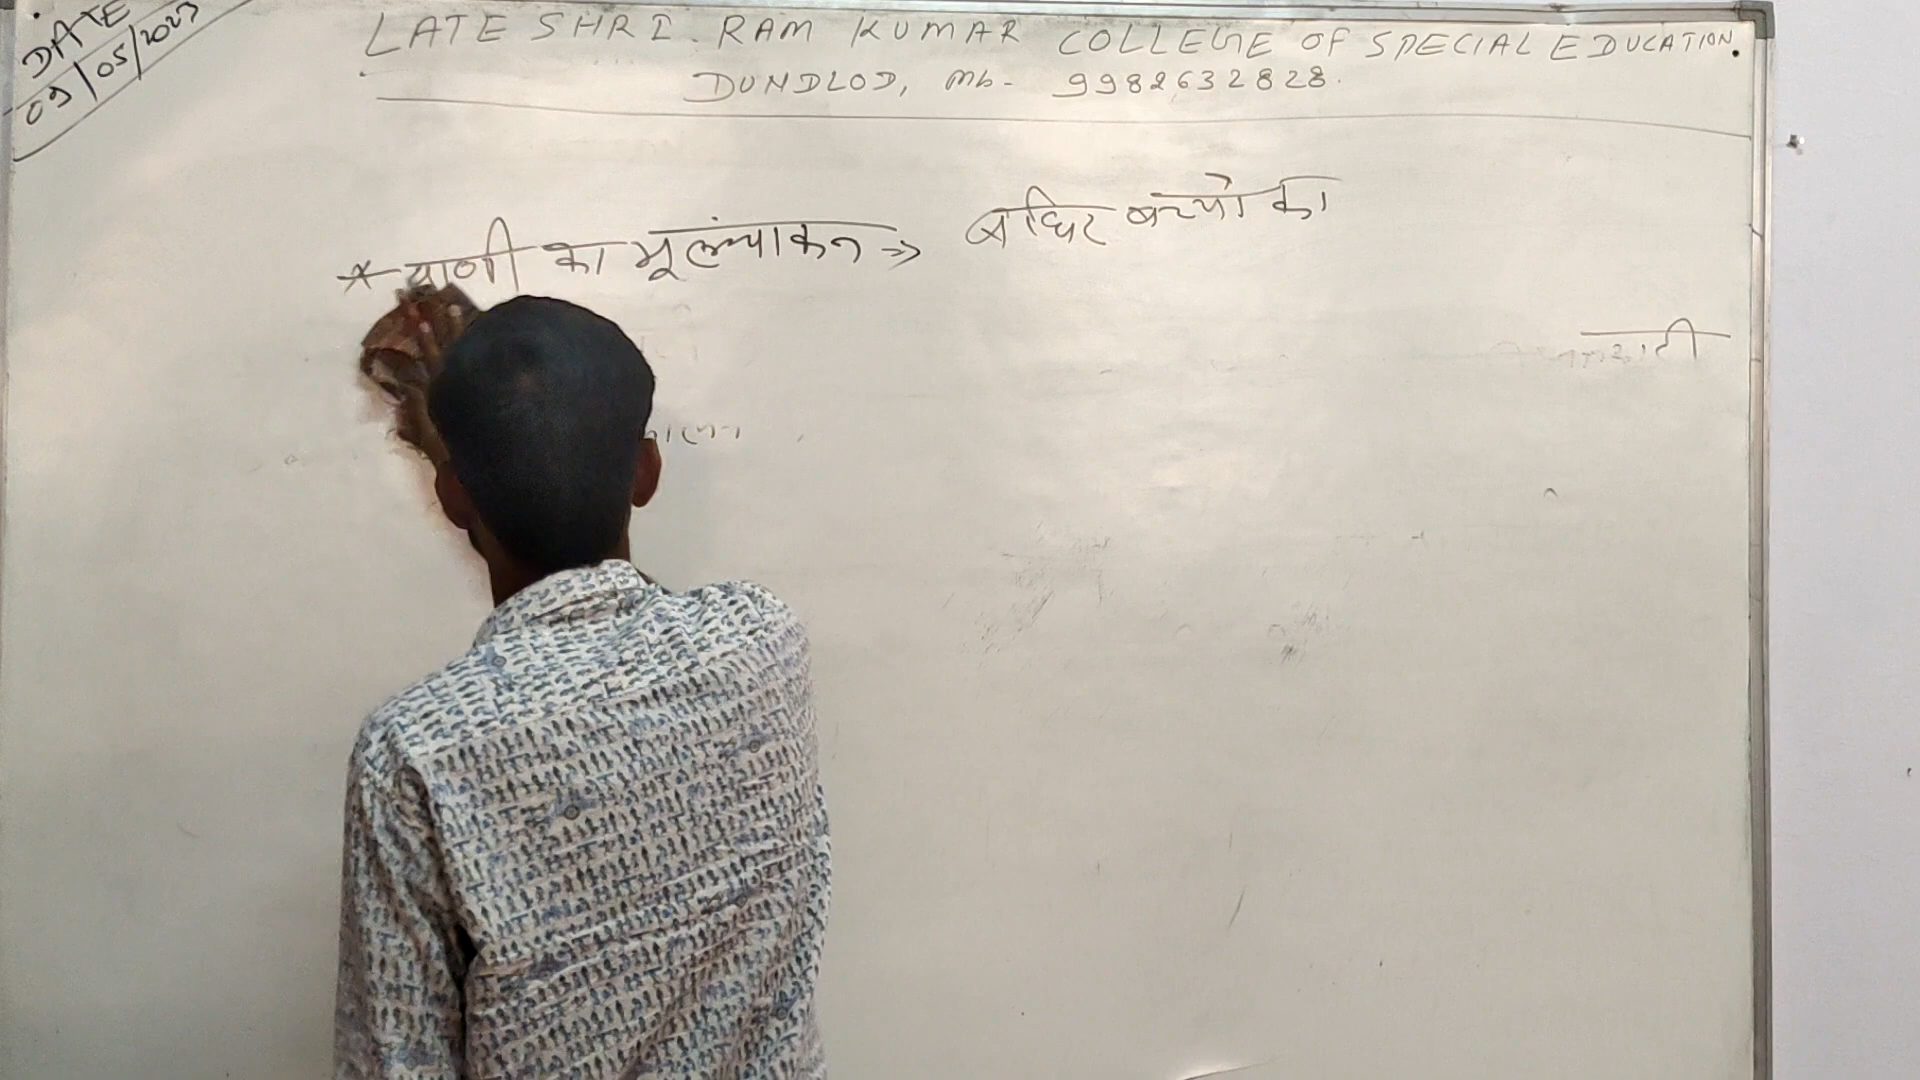 DATE
09/05/2023
LATE SHRI. RAM KUMAR COLLEGE OF SPECIAL EDUCATION.
DUNDLOD, Mb- 9982632828.
* वाणी का मूल्यांकन ⇒ बधिर बच्चो का